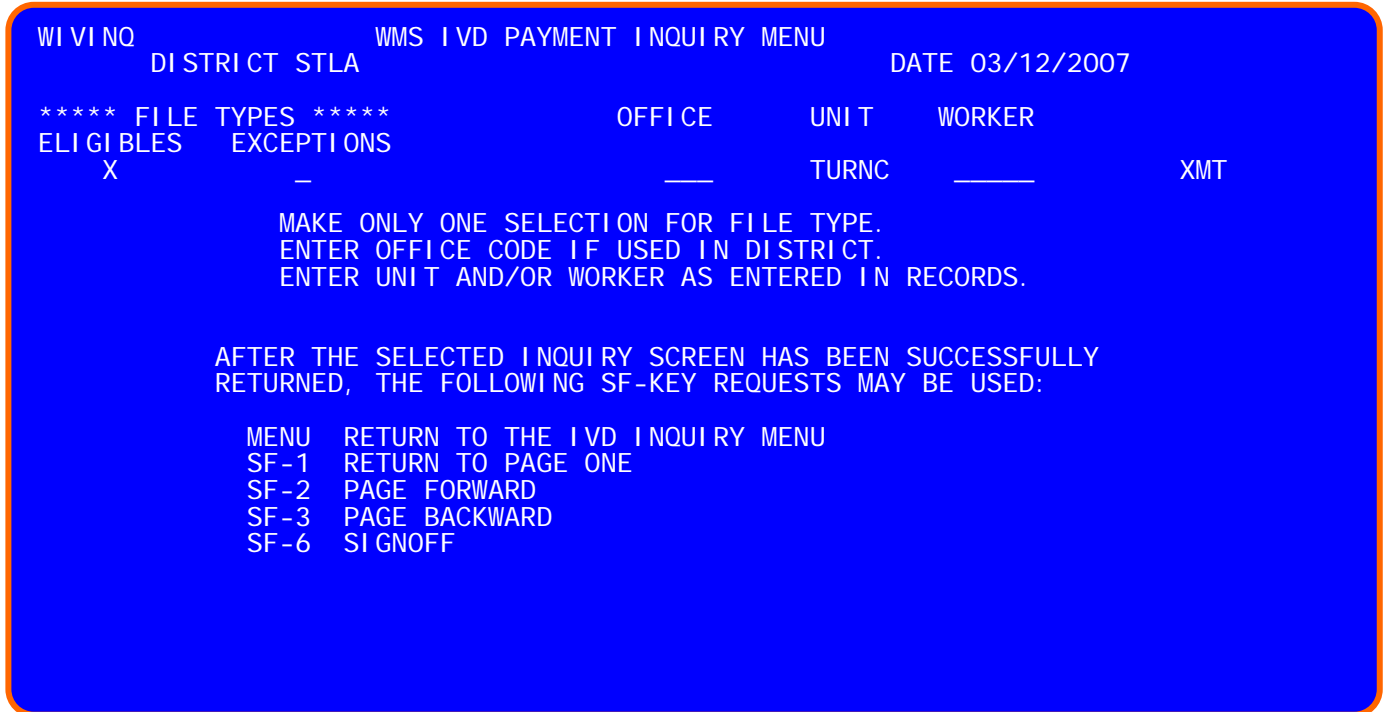 WIVINQ WMS IVD PAYMENT INQUIRY MENU
DISTRICT STLA DATE 03/12/2007
***** FILE TYPES ***** OFFICE UNIT WORKER
ELIGIBLES EXCEPTIONS
X _ ___ TURNC _____ XMT
MAKE ONLY ONE SELECTION FOR FILE TYPE.
ENTER OFFICE CODE IF USED IN DISTRICT.
ENTER UNIT AND/OR WORKER AS ENTERED IN RECORDS.
AFTER THE SELECTED INQUIRY SCREEN HAS BEEN SUCCESSFULLY
RETURNED, THE FOLLOWING SF-KEY REQUESTS MAY BE USED:
MENU RETURN TO THE IVD INQUIRY MENU
SF-1 RETURN TO PAGE ONE
SF-2 PAGE FORWARD
SF-3 PAGE BACKWARD
SF-6 SIGNOFF